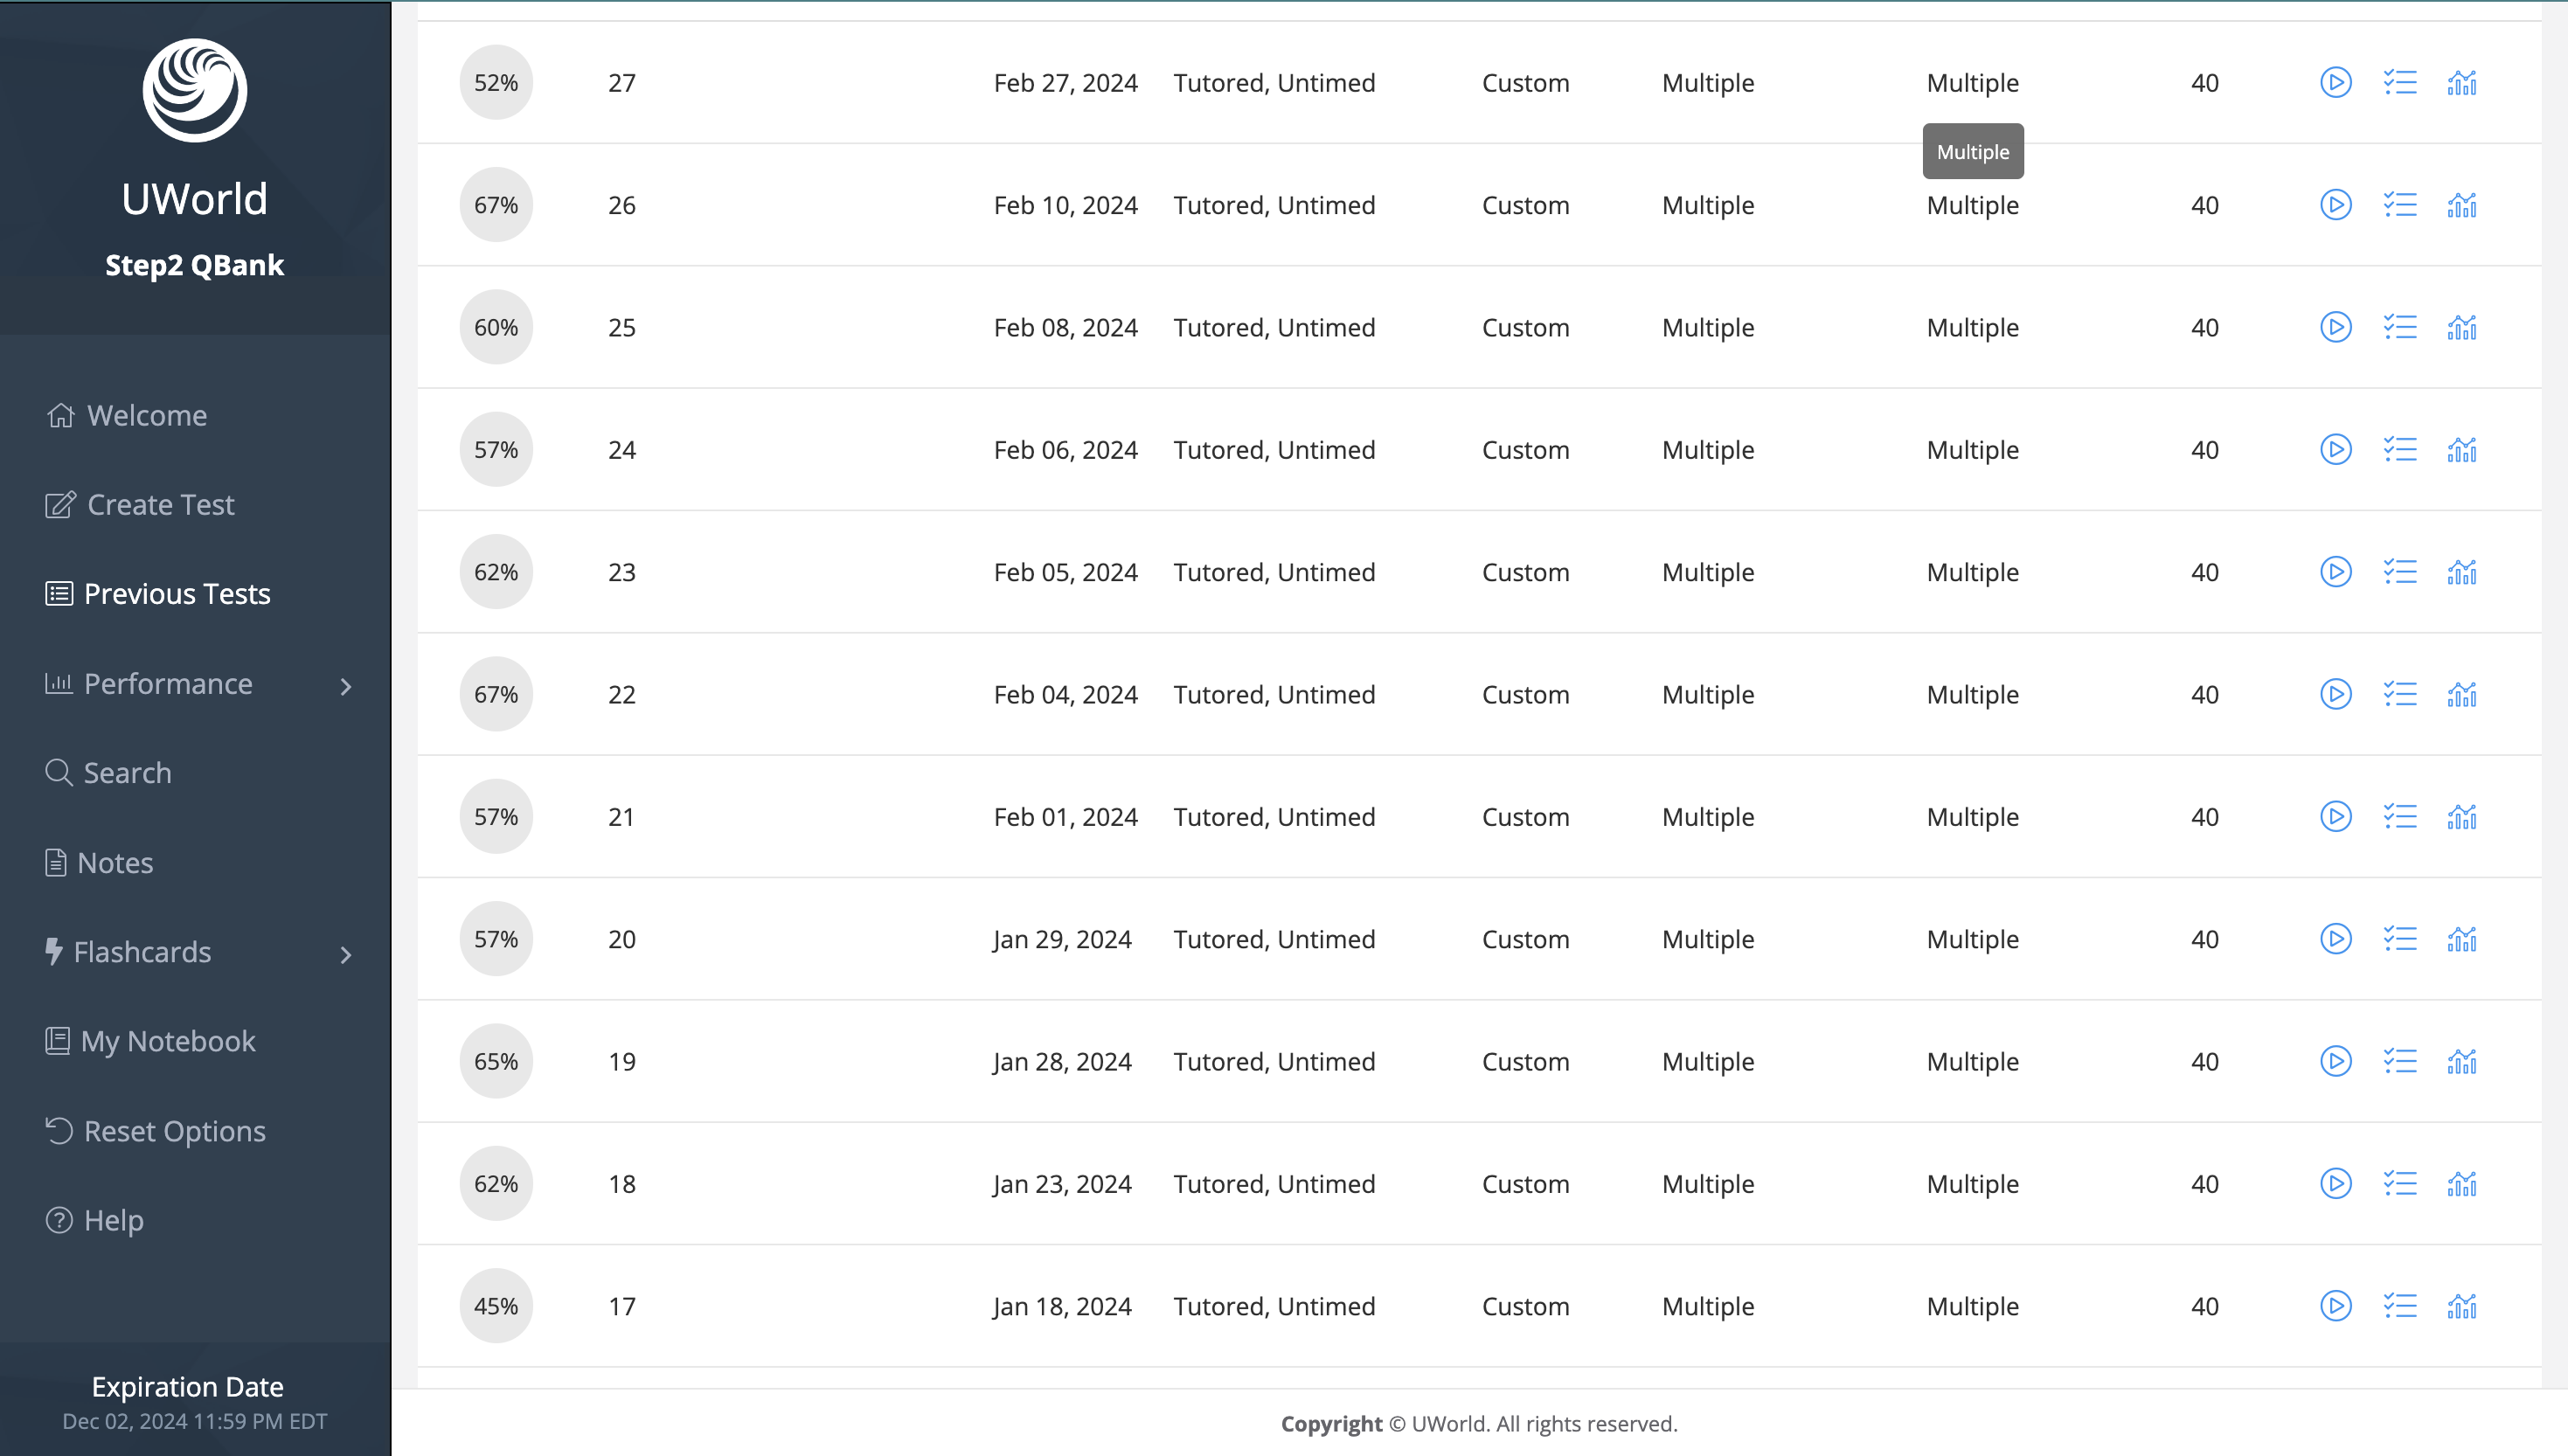 UWorld
Step2 QBank
Welcome
Create Test
Previous Tests
Performance
Search
Notes
Flashcards
My Notebook
Reset Options
Help
Expiration Date
Dec 02, 2024 11:59 PM EDT
52% 27 Feb 27, 2024 Tutored, Untimed Custom Multiple Multiple 40
Multiple
67% 26 Feb 10, 2024 Tutored, Untimed Custom Multiple Multiple 40
60% 25 Feb 08, 2024 Tutored, Untimed Custom Multiple Multiple 40
57% 24 Feb 06, 2024 Tutored, Untimed Custom Multiple Multiple 40
62% 23 Feb 05, 2024 Tutored, Untimed Custom Multiple Multiple 40
67% 22 Feb 04, 2024 Tutored, Untimed Custom Multiple Multiple 40
57% 21 Feb 01, 2024 Tutored, Untimed Custom Multiple Multiple 40
57% 20 Jan 29, 2024 Tutored, Untimed Custom Multiple Multiple 40
65% 19 Jan 28, 2024 Tutored, Untimed Custom Multiple Multiple 40
62% 18 Jan 23, 2024 Tutored, Untimed Custom Multiple Multiple 40
45% 17 Jan 18, 2024 Tutored, Untimed Custom Multiple Multiple 40
Copyright © UWorld. All rights reserved.